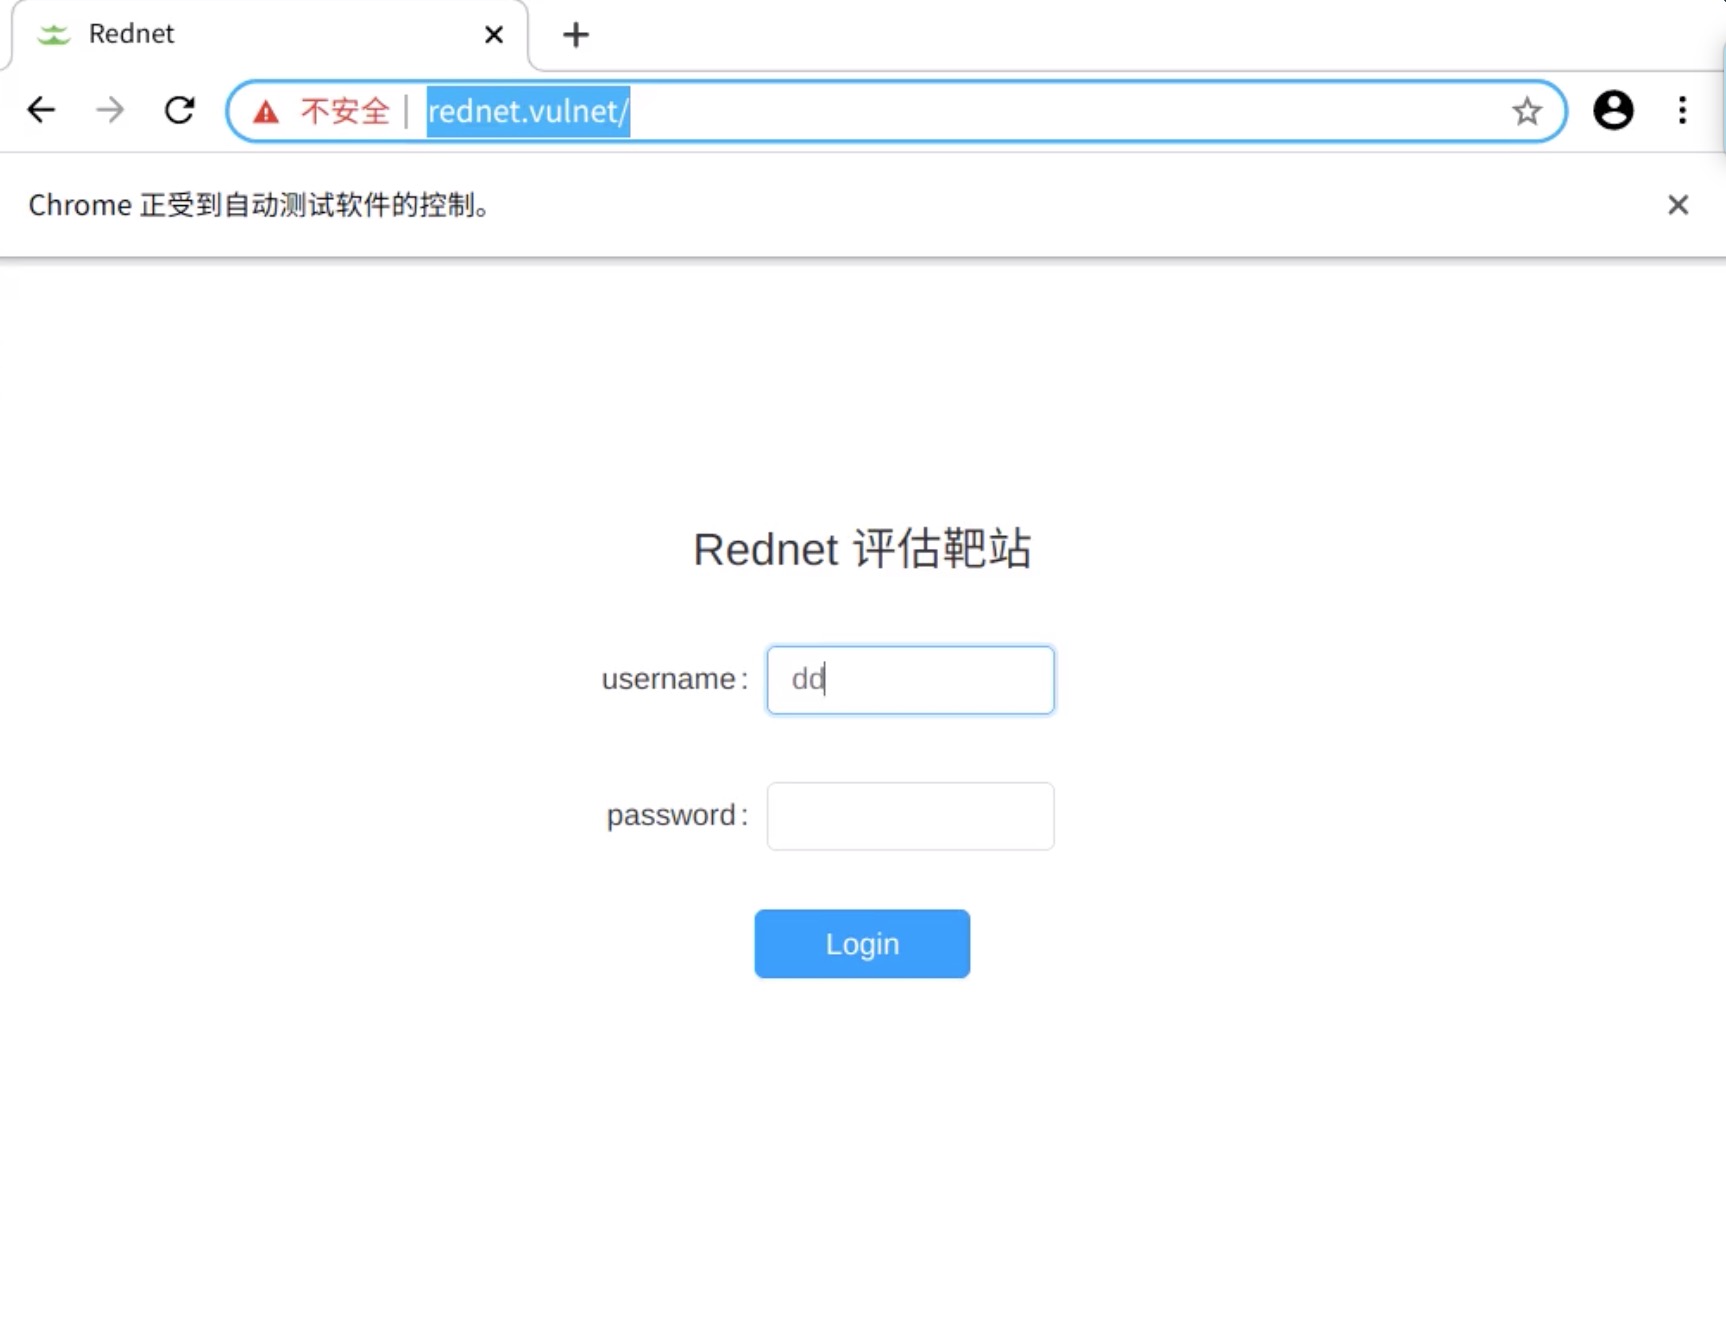 Rednet
不安全 | rednet.vulnet/
Chrome 正受到自动测试软件的控制。
Rednet 评估靶站
username:
dd
password:
Login